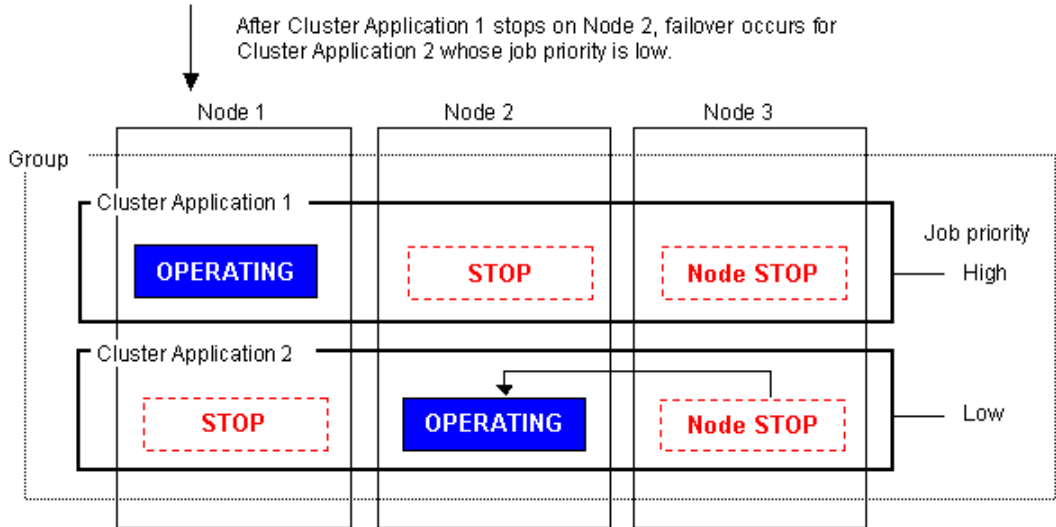 After Cluster Application 1 stops on Node 2, failover occurs for
Cluster Application 2 whose job priority is low.
Node 1
Node 2
Node 3
Group
Cluster Application 1
Job priority
OPERATING
STOP
Node STOP
High
Cluster Application 2
STOP
OPERATING
Node STOP
Low